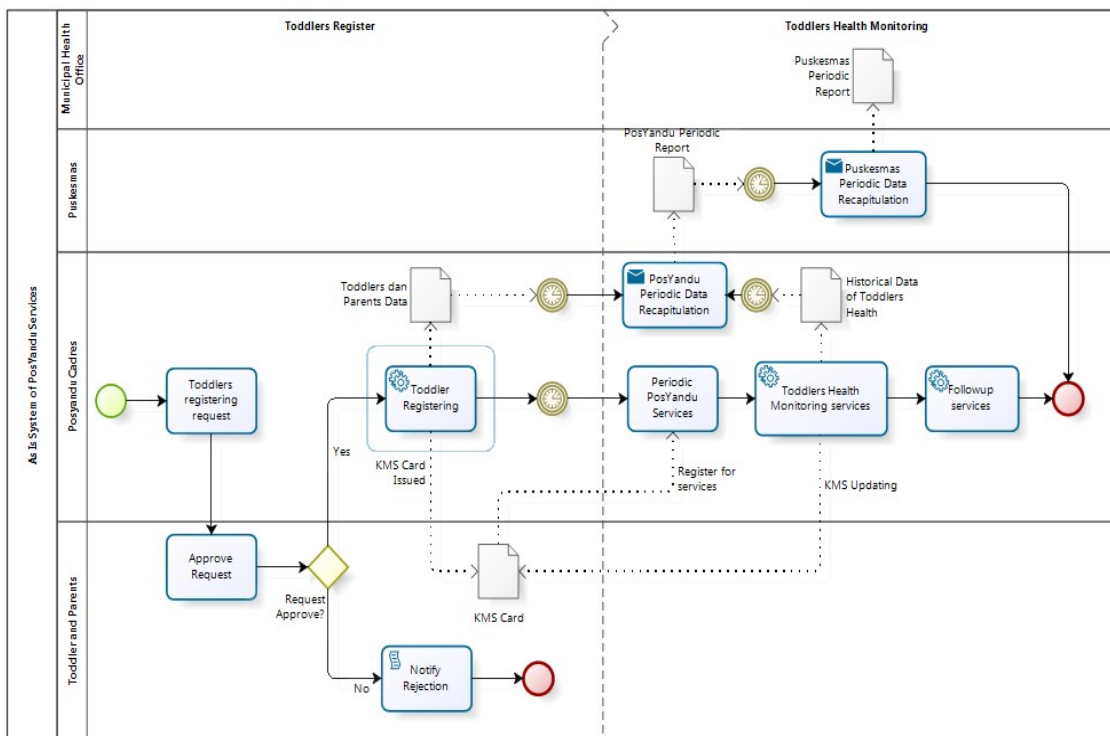 Toddlers Register
Toddlers Health Monitoring
As Is System of PosYandu Services
Municipal Health
Office
Puskesmas
Periodic
Report
Puskesmas
PosYandu Periodic
Report
Puskesmas
Periodic Data
Recapitulation
Posyandu Cadres
Toddlers dan
Parents Data
PosYandu
Periodic Data
Recapitulation
Historical Data
of Toddlers
Health
Toddlers
registering
request
Toddler
Registering
Periodic
PosYandu
Services
Toddlers Health
Monitoring services
Followup
services
Yes
KMS Card
Issued
Register for
services
KMS Updating
Toddler and Parents
Approve
Request
Request
Approve?
KMS Card
No
Notify
Rejection